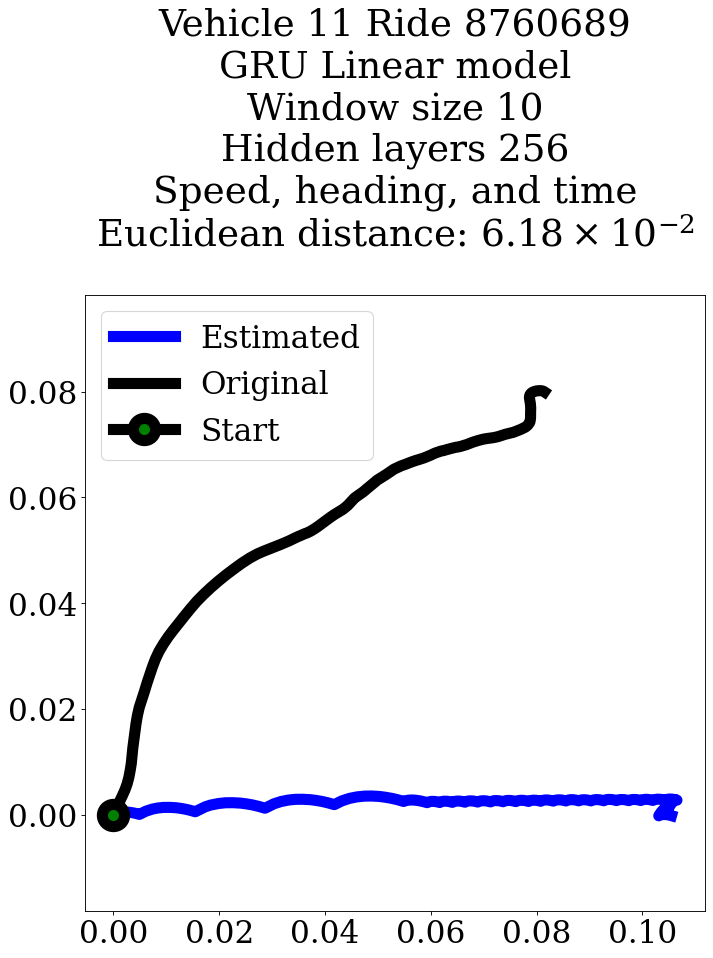 Vehicle 11 Ride 8760689
GRU Linear model
Window size 10
Hidden layers 256
Speed, heading, and time
Euclidean distance: 6.18 × 10⁻²
Estimated
Original
Start
0.08
0.06
0.04
0.02
0.00
0.00 0.02 0.04 0.06 0.08 0.10